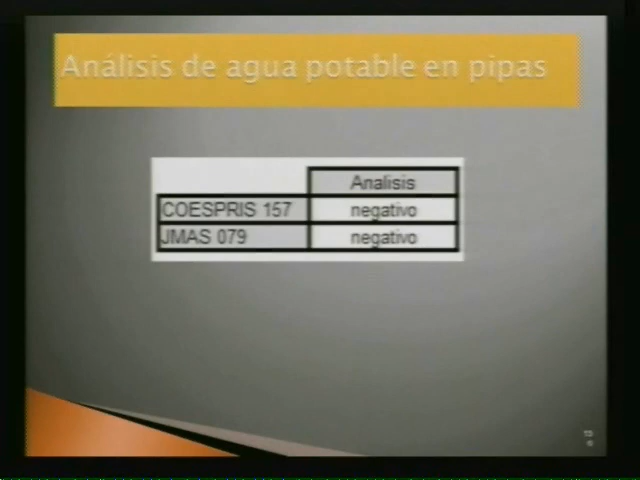 Análisis de agua potable en pipas
Analisis
COESPRIS 157 negativo
JMAS 079 negativo